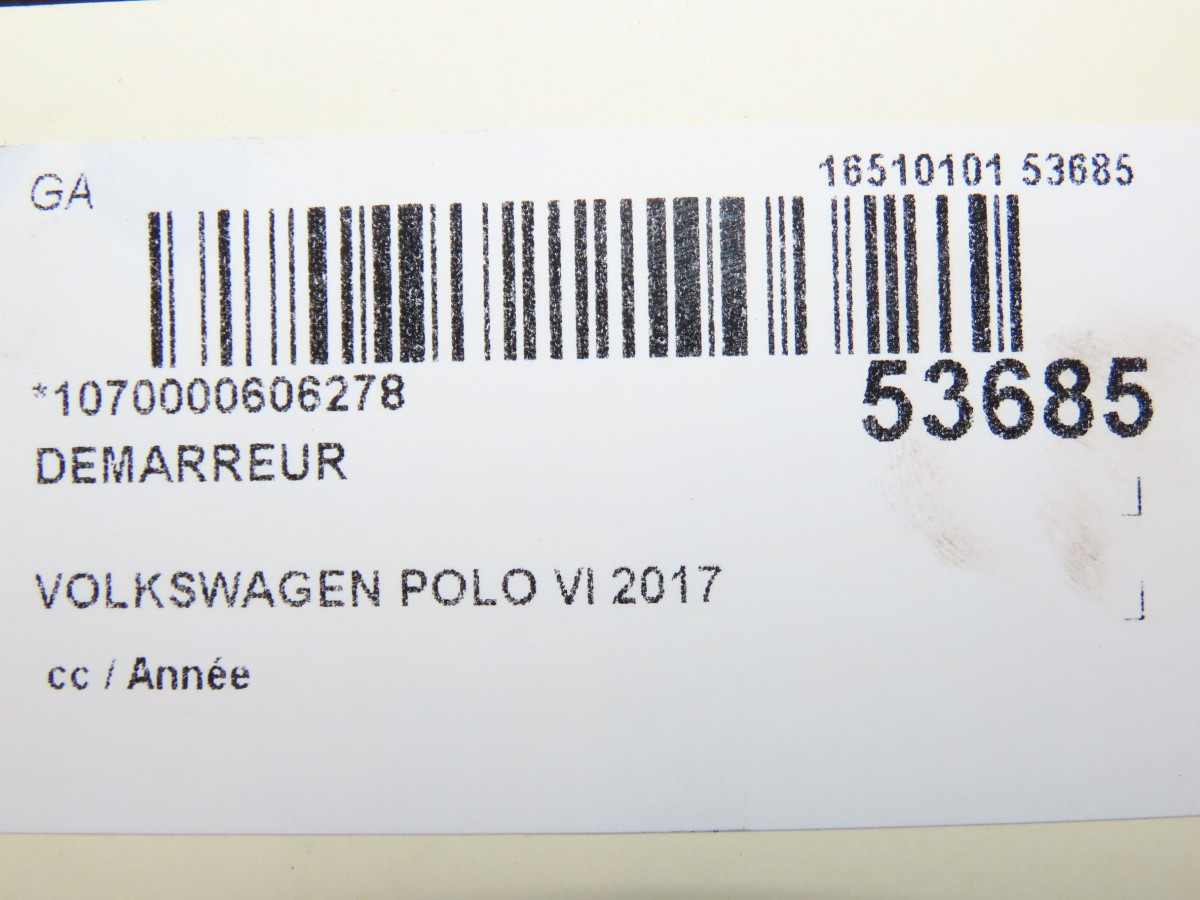 GA
16510101 53685
*1070000606278
53685
DEMARREUR
VOLKSWAGEN POLO VI 2017
cc / Année